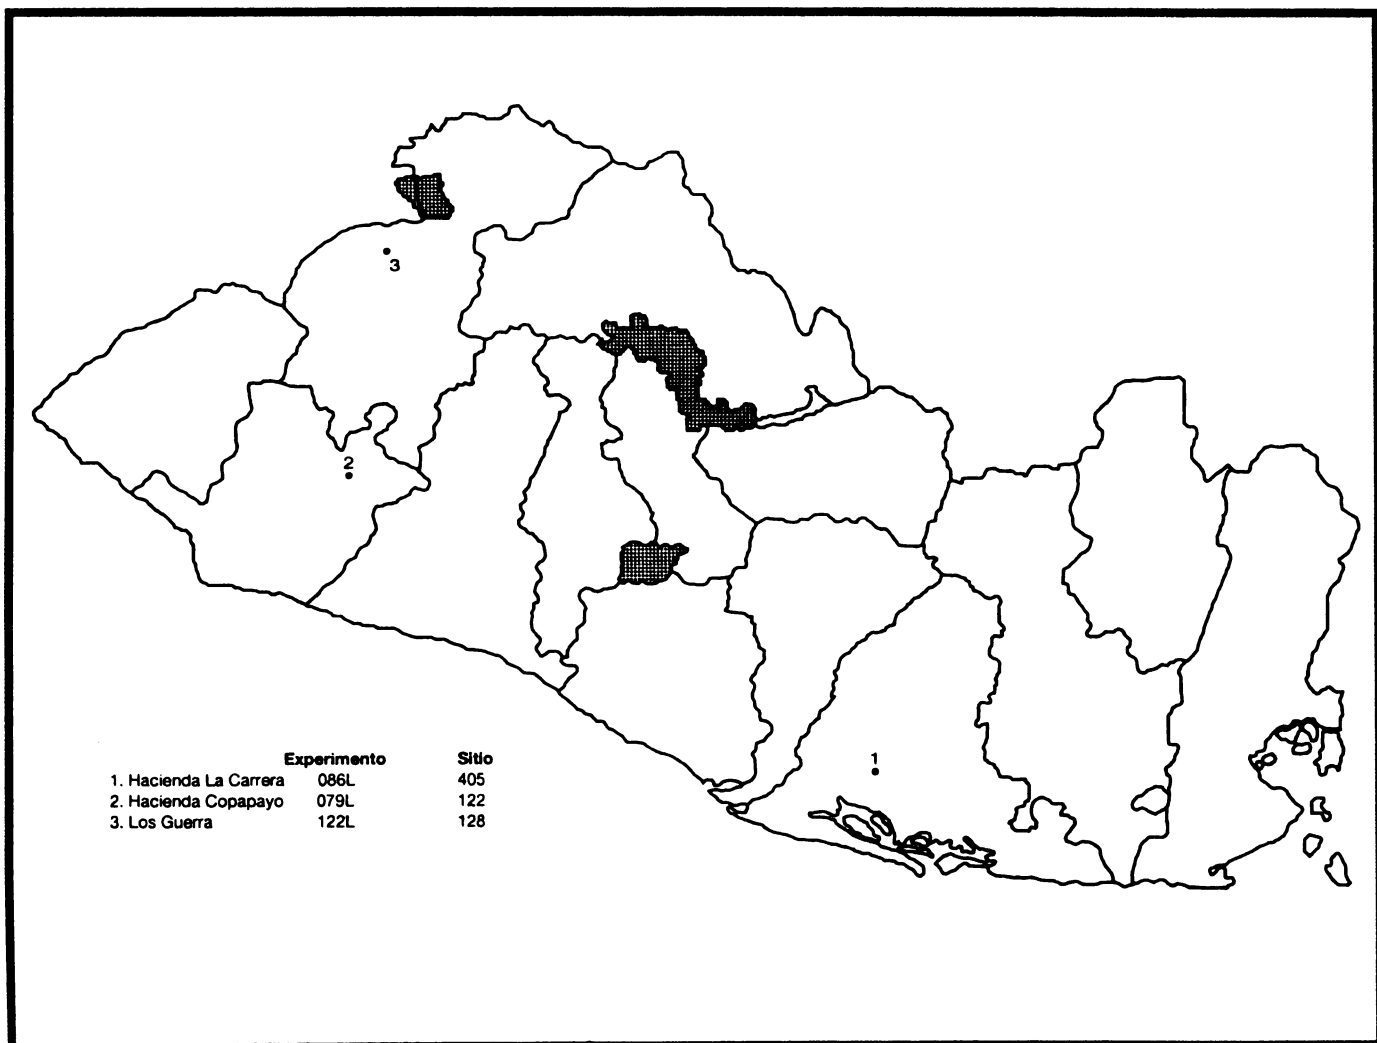 3
2
1
Experimento Sitio
1. Hacienda La Carrera 086L 405
2. Hacienda Copapayo 079L 122
3. Los Guerra 122L 128